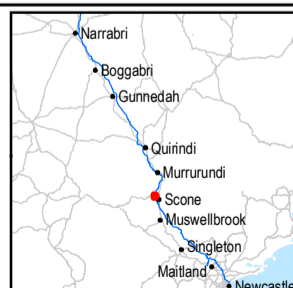 Narrabri
Boggabri
Gunnedah
Quirindi
Murrurundi
Scone
Muswellbrook
Singleton
Maitland
Newcastle